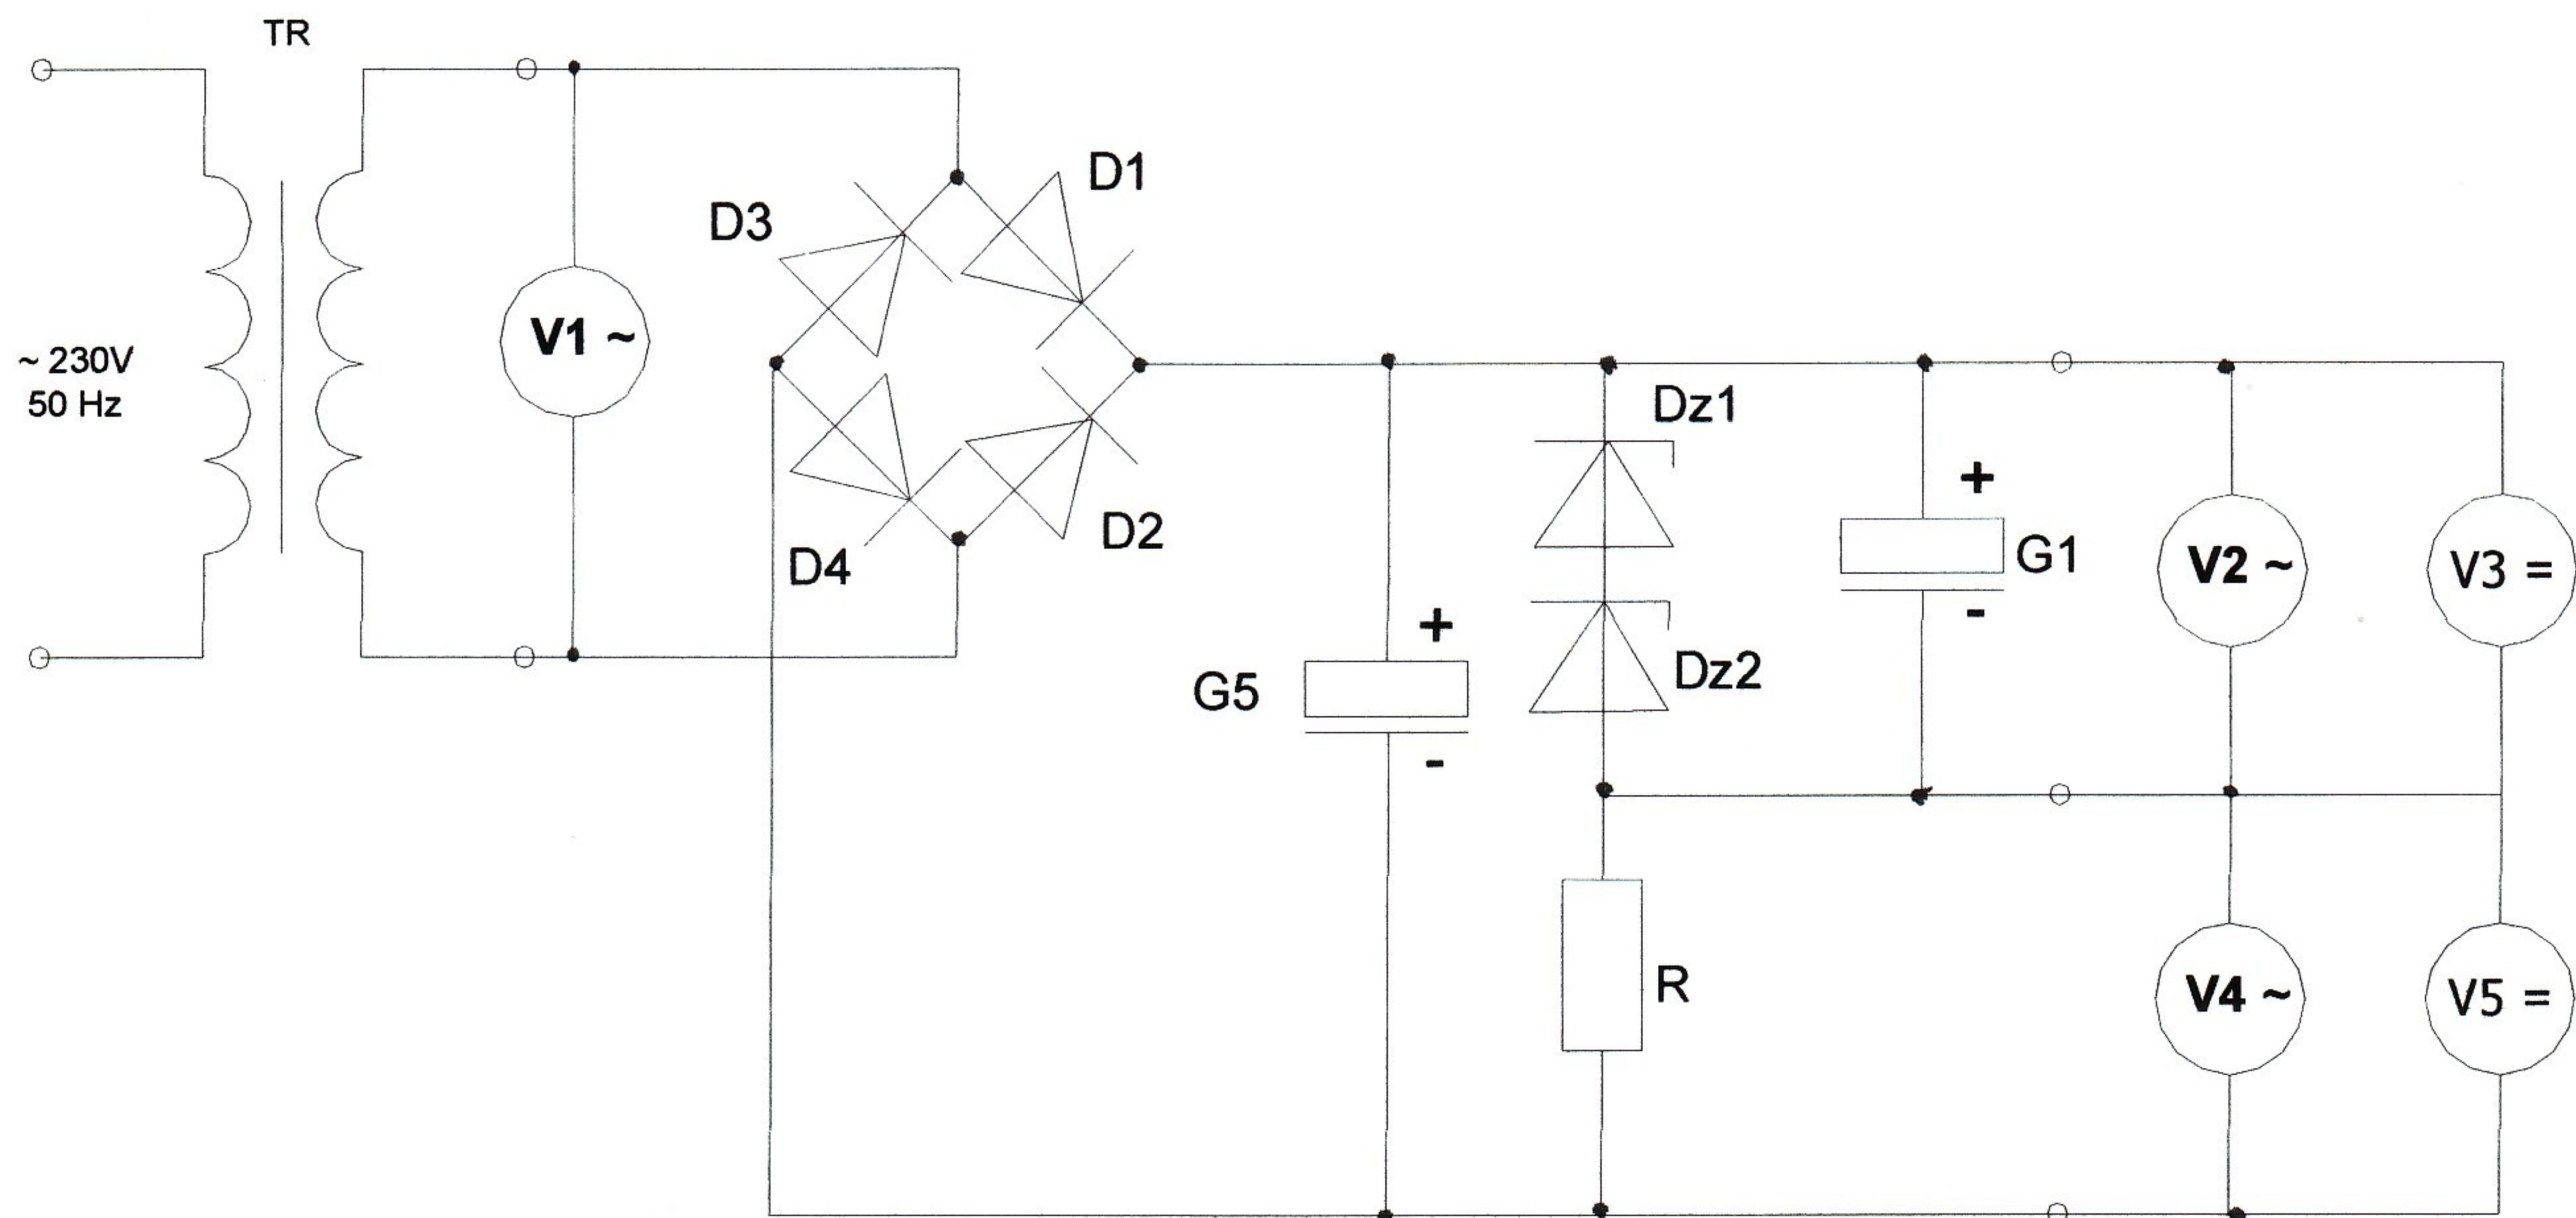 TR
D1
D3
V1 ~
~ 230V
50 Hz
Dz1
+
G1
V2 ~
V3 =
-
D2
D4
+
G5
Dz2
-
R
V4 ~
V5 =